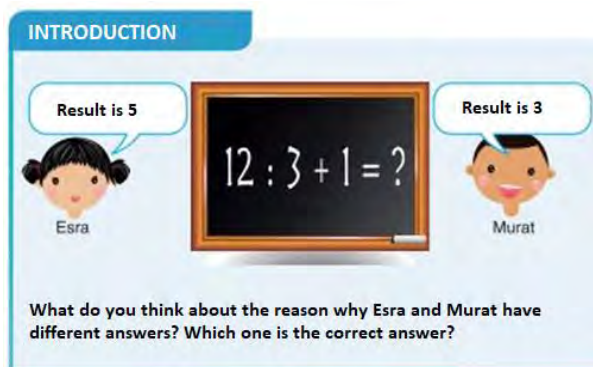 INTRODUCTION
Result is 5
Result is 3
12 : 3 + 1 = ?
Esra
Murat
What do you think about the reason why Esra and Murat have
different answers? Which one is the correct answer?